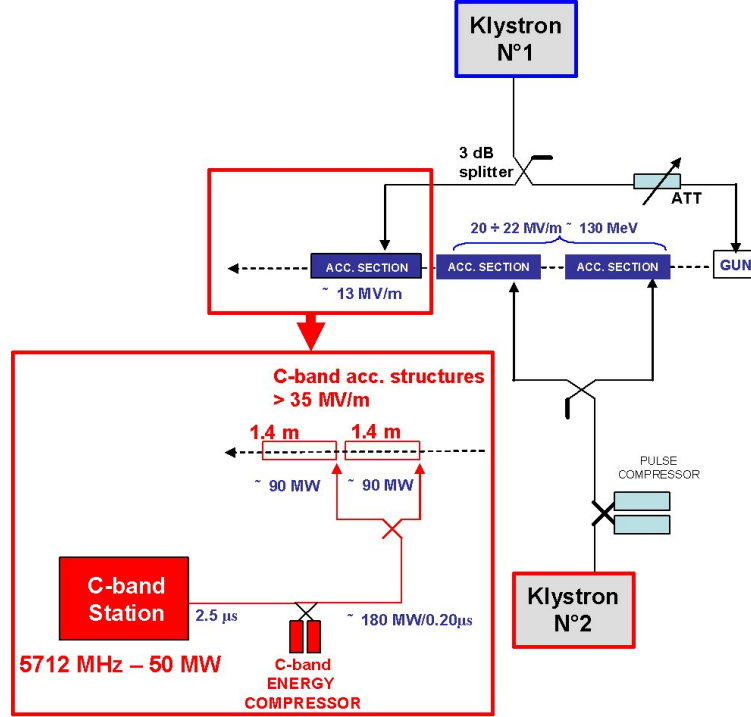 Klystron
N°1
3 dB
splitter
ATT
20 ÷ 22 MV/m ~ 130 MeV
ACC. SECTION
ACC. SECTION
ACC. SECTION
GUN
~ 13 MV/m
C-band acc. structures
> 35 MV/m
1.4 m
1.4 m
~ 90 MW
~ 90 MW
PULSE
COMPRESSOR
C-band
Station
2.5 µs
~ 180 MW/0.20µs
Klystron
N°2
5712 MHz – 50 MW
C-band
ENERGY
COMPRESSOR